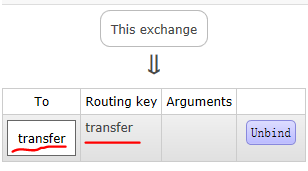 This exchange
⇓
To Routing key Arguments
transfer transfer Unbind